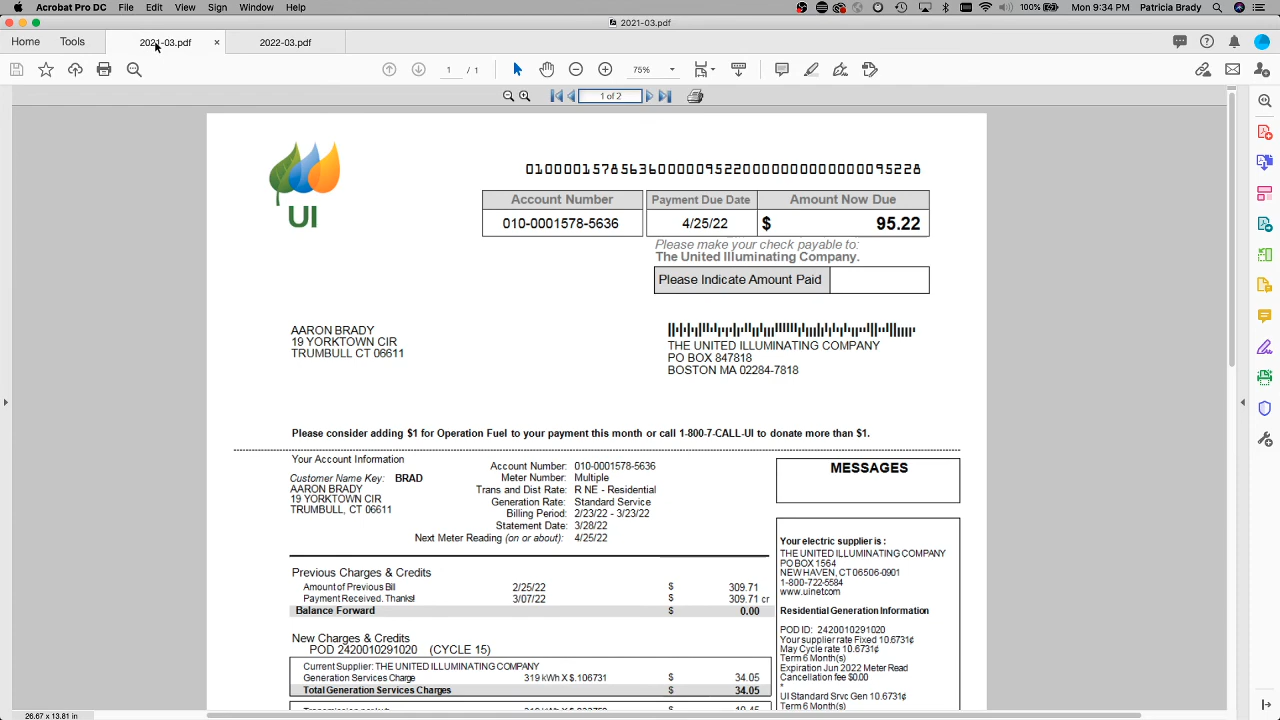 Acrobat Pro DC File Edit View Sign Window Help 100% Mon 9:34 PM Patricia Brady
2021-03.pdf
Home Tools 2021-03.pdf × 2022-03.pdf
1 / 1 75%
1 of 2
UI
010000157856360000095220000000000000095228
Account Number Payment Due Date Amount Now Due
010-0001578-5636 4/25/22 $ 95.22
Please make your check payable to:
The United Illuminating Company.
Please Indicate Amount Paid
AARON BRADY
19 YORKTOWN CIR
TRUMBULL CT 06611
THE UNITED ILLUMINATING COMPANY
PO BOX 847818
BOSTON MA 02284-7818
Please consider adding $1 for Operation Fuel to your payment this month or call 1-800-7-CALL-UI to donate more than $1.
Your Account Information
Customer Name Key: BRAD
AARON BRADY
19 YORKTOWN CIR
TRUMBULL, CT 06611
Account Number: 010-0001578-5636
Meter Number: Multiple
Trans and Dist Rate: R NE - Residential
Generation Rate: Standard Service
Billing Period: 2/23/22 - 3/23/22
Statement Date: 3/28/22
Next Meter Reading (on or about): 4/25/22
MESSAGES
Previous Charges & Credits
Amount of Previous Bill 2/25/22 $ 309.71
Payment Received. Thanks! 3/07/22 $ 309.71 cr
Balance Forward $ 0.00
New Charges & Credits
POD 2420010291020 (CYCLE 15)
Current Supplier: THE UNITED ILLUMINATING COMPANY
Generation Services Charge 319 kWh X $.106731 $ 34.05
Total Generation Services Charges $ 34.05
Your electric supplier is :
THE UNITED ILLUMINATING COMPANY
PO BOX 1564
NEW HAVEN, CT 06506-0901
1-800-722-5584
www.uinet.com
Residential Generation Information
POD ID: 2420010291020
Your supplier rate Fixed 10.6731¢
May Cycle rate 10.6731¢
Term 6 Month(s)
Expiration Jun 2022 Meter Read
Cancellation fee $0.00
*
UI Standard Srvc Gen 10.6731¢
Term 6 Month(s)
26.67 x 13.81 in